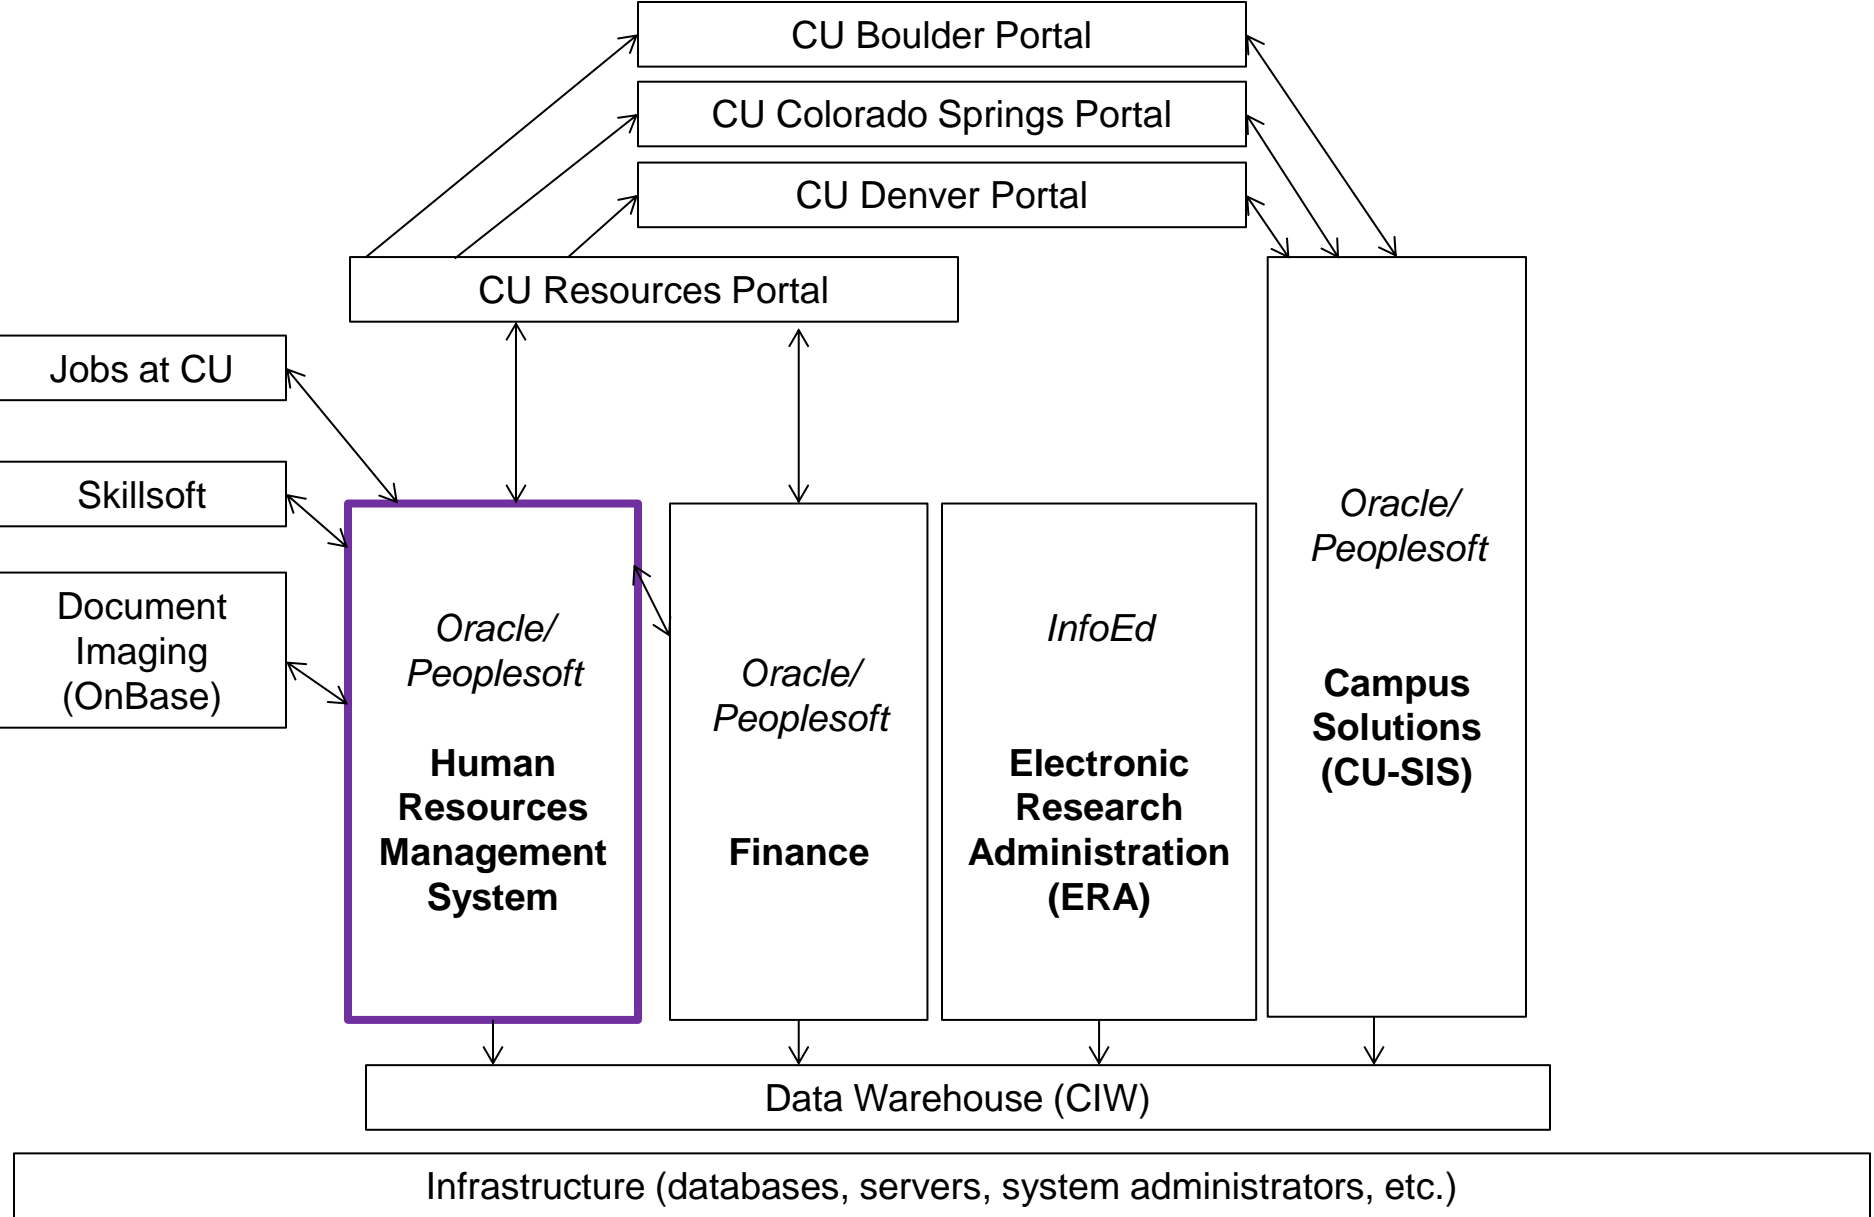 CU Boulder Portal
CU Colorado Springs Portal
CU Denver Portal
CU Resources Portal
Jobs at CU
Skillsoft
Document
Imaging
(OnBase)
Oracle/
Peoplesoft
Human
Resources
Management
System
Oracle/
Peoplesoft
Finance
InfoEd
Electronic
Research
Administration
(ERA)
Oracle/
Peoplesoft
Campus
Solutions
(CU-SIS)
Data Warehouse (CIW)
Infrastructure (databases, servers, system administrators, etc.)